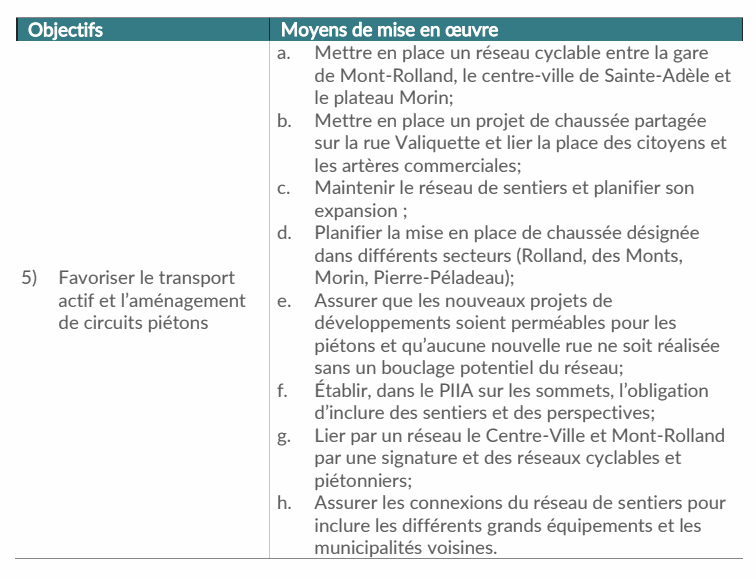 Objectifs
Moyens de mise en œuvre
5) Favoriser le transport
actif et l'aménagement
de circuits piétons
a. Mettre en place un réseau cyclable entre la gare
de Mont-Rolland, le centre-ville de Sainte-Adèle et
le plateau Morin;
b. Mettre en place un projet de chaussée partagée
sur la rue Valiquette et lier la place des citoyens et
les artères commerciales;
c. Maintenir le réseau de sentiers et planifier son
expansion ;
d. Planifier la mise en place de chaussée désignée
dans différents secteurs (Rolland, des Monts,
Morin, Pierre-Péladeau);
e. Assurer que les nouveaux projets de
développements soient perméables pour les
piétons et qu'aucune nouvelle rue ne soit réalisée
sans un bouclage potentiel du réseau;
f. Établir, dans le PIIA sur les sommets, l'obligation
d'inclure des sentiers et des perspectives;
g. Lier par un réseau le Centre-Ville et Mont-Rolland
par une signature et des réseaux cyclables et
piétonniers;
h. Assurer les connexions du réseau de sentiers pour
inclure les différents grands équipements et les
municipalités voisines.